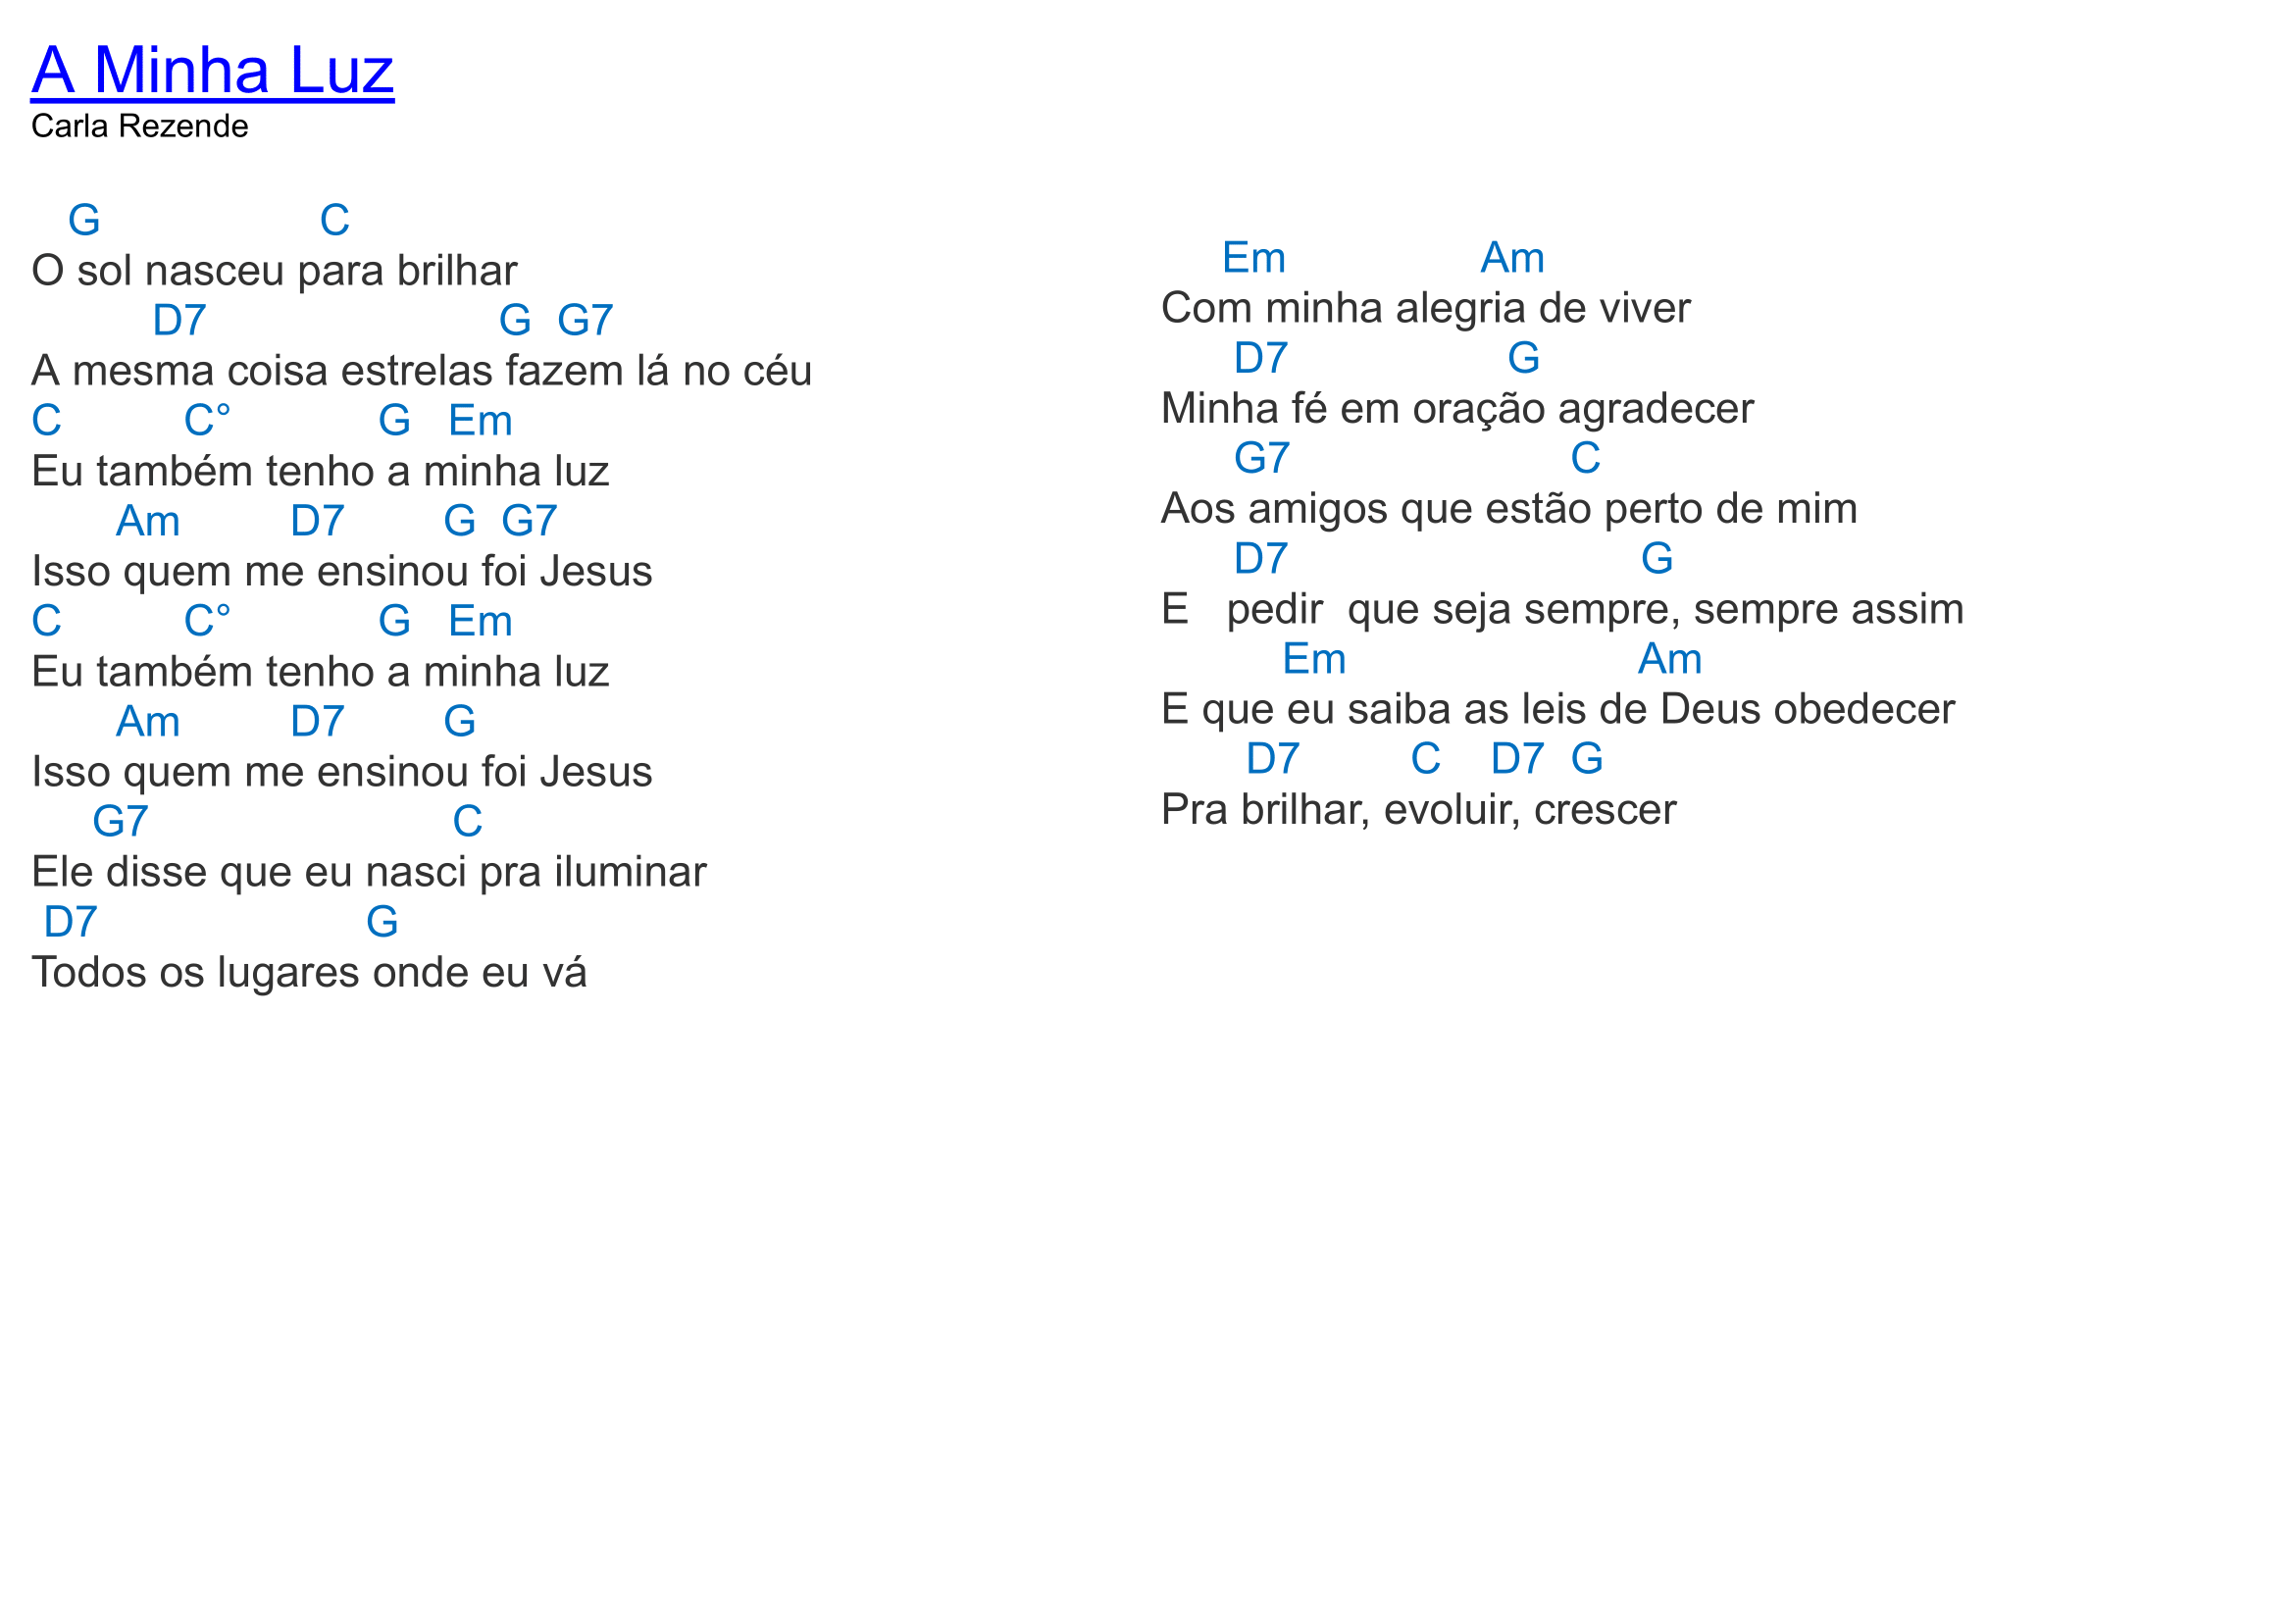 A Minha Luz
Carla Rezende
G C
O sol nasceu para brilhar
D7 G G7
A mesma coisa estrelas fazem lá no céu
C C° G Em
Eu também tenho a minha luz
Am D7 G G7
Isso quem me ensinou foi Jesus
C C° G Em
Eu também tenho a minha luz
Am D7 G
Isso quem me ensinou foi Jesus
G7 C
Ele disse que eu nasci pra iluminar
D7 G
Todos os lugares onde eu vá
Em Am
Com minha alegria de viver
D7 G
Minha fé em oração agradecer
G7 C
Aos amigos que estão perto de mim
D7 G
E pedir que seja sempre, sempre assim
Em Am
E que eu saiba as leis de Deus obedecer
D7 C D7 G
Pra brilhar, evoluir, crescer